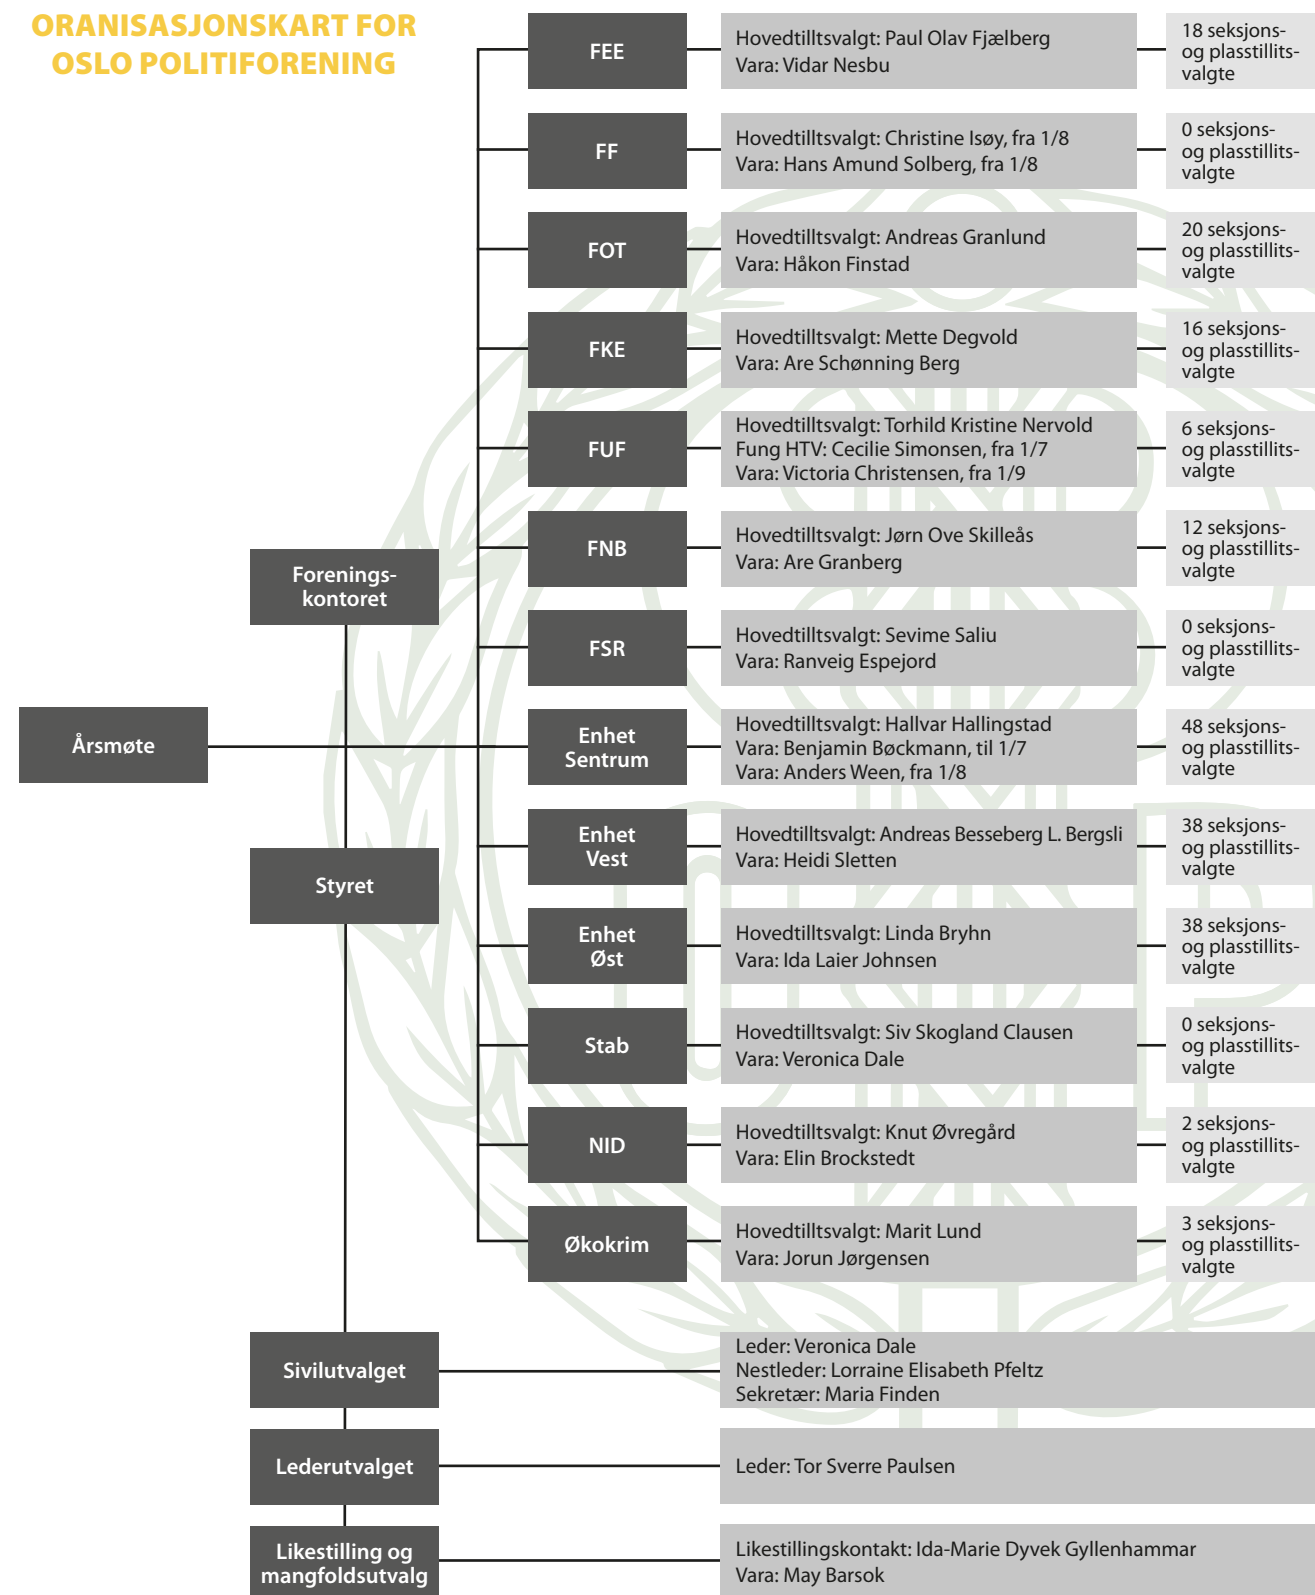 ORANISASJONSKART FOR
OSLO POLITIFORENING
FEE
Hovedtilltsvalgt: Paul Olav Fjælberg
Vara: Vidar Nesbu
18 seksjons-
og plasstillits-
valgte
FF
Hovedtilltsvalgt: Christine Isøy, fra 1/8
Vara: Hans Amund Solberg, fra 1/8
0 seksjons-
og plasstillits-
valgte
FOT
Hovedtilltsvalgt: Andreas Granlund
Vara: Håkon Finstad
20 seksjons-
og plasstillits-
valgte
FKE
Hovedtilltsvalgt: Mette Degvold
Vara: Are Schønning Berg
16 seksjons-
og plasstillits-
valgte
FUF
Hovedtilltsvalgt: Torhild Kristine Nervold
Fung HTV: Cecilie Simonsen, fra 1/7
Vara: Victoria Christensen, fra 1/9
6 seksjons-
og plasstillits-
valgte
FNB
Hovedtilltsvalgt: Jørn Ove Skilleås
Vara: Are Granberg
12 seksjons-
og plasstillits-
valgte
Forenings-
kontoret
FSR
Hovedtilltsvalgt: Sevime Saliu
Vara: Ranveig Espejord
0 seksjons-
og plasstillits-
valgte
Årsmøte
Enhet
Sentrum
Hovedtilltsvalgt: Hallvar Hallingstad
Vara: Benjamin Bøckmann, til 1/7
Vara: Anders Ween, fra 1/8
48 seksjons-
og plasstillits-
valgte
Enhet
Vest
Hovedtilltsvalgt: Andreas Besseberg L. Bergsli
Vara: Heidi Sletten
38 seksjons-
og plasstillits-
valgte
Styret
Enhet
Øst
Hovedtilltsvalgt: Linda Bryhn
Vara: Ida Laier Johnsen
38 seksjons-
og plasstillits-
valgte
Stab
Hovedtilltsvalgt: Siv Skogland Clausen
Vara: Veronica Dale
0 seksjons-
og plasstillits-
valgte
NID
Hovedtilltsvalgt: Knut Øvregård
Vara: Elin Brockstedt
2 seksjons-
og plasstillits-
valgte
Økokrim
Hovedtilltsvalgt: Marit Lund
Vara: Jorun Jørgensen
3 seksjons-
og plasstillits-
valgte
Sivilutvalget
Leder: Veronica Dale
Nestleder: Lorraine Elisabeth Pfeltz
Sekretær: Maria Finden
Lederutvalget
Leder: Tor Sverre Paulsen
Likestilling og
mangfoldsutvalg
Likestillingskontakt: Ida-Marie Dyvek Gyllenhammar
Vara: May Barsok